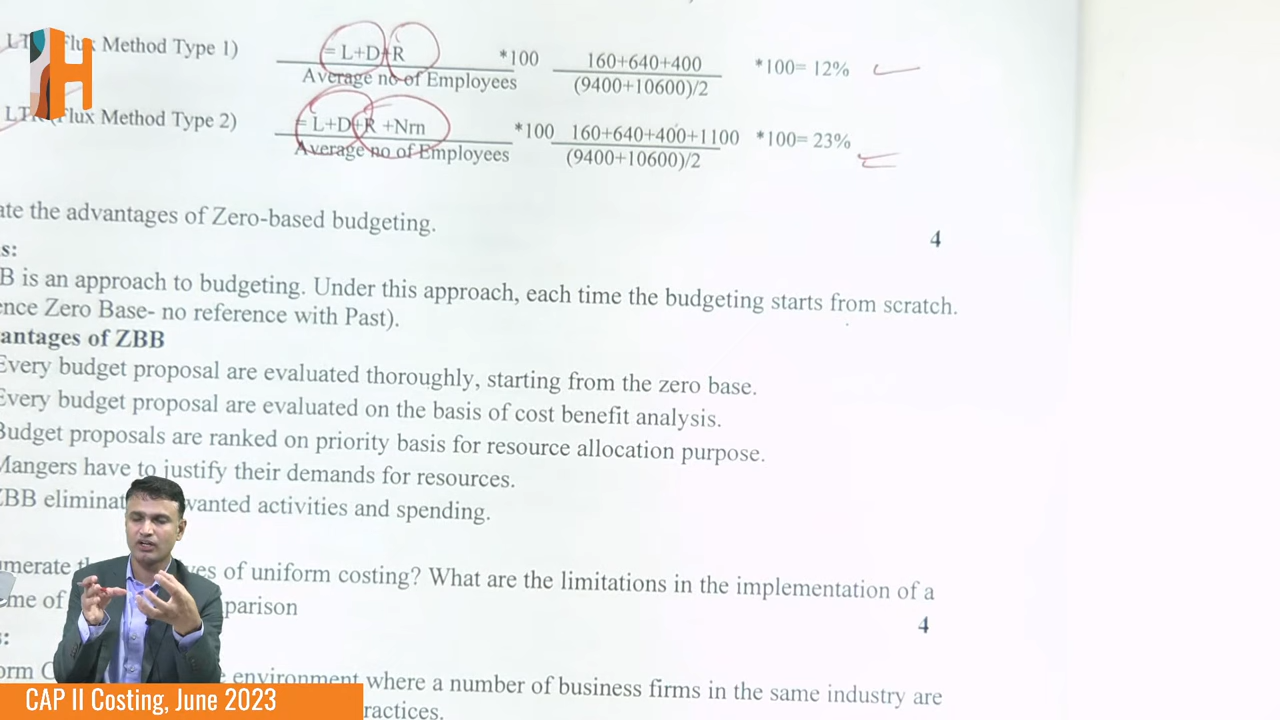 Flux Method Type 1)
= L+D+R
Average no of Employees
*100
160+640+400
(9400+10600)/2
*100= 12%
(Flux Method Type 2)
= L+D+R +Nrn
Average no of Employees
*100
160+640+400+1100
(9400+10600)/2
*100= 23%
ate the advantages of Zero-based budgeting.
4
s:
B is an approach to budgeting. Under this approach, each time the budgeting starts from scratch.
ence Zero Base- no reference with Past).
antages of ZBB
Every budget proposal are evaluated thoroughly, starting from the zero base.
Every budget proposal are evaluated on the basis of cost benefit analysis.
Budget proposals are ranked on priority basis for resource allocation purpose.
Mangers have to justify their demands for resources.
ZBB eliminat wanted activities and spending.
umerate th ves of uniform costing? What are the limitations in the implementation of a
eme of parison
4
s:
orm C environment where a number of business firms in the same industry are
ractices.
CAP II Costing, June 2023